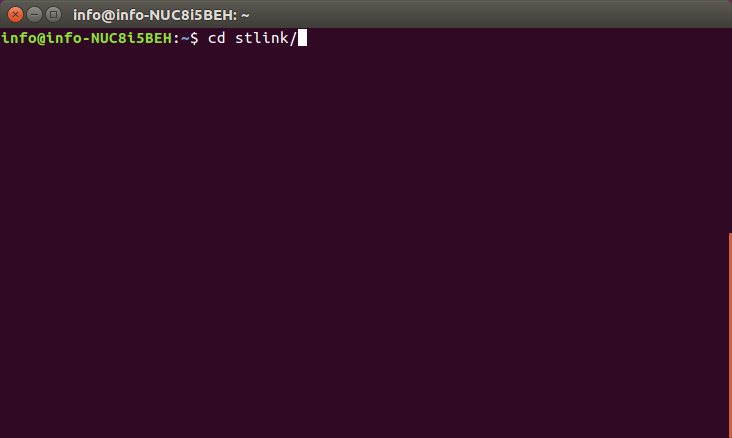 info@info-NUC8i5BEH: ~
info@info-NUC8i5BEH:~$ cd stlink/